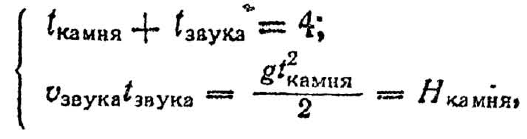 t_камня + t_звука = 4;
v_звука t_звука = gt²_камня / 2 = H_камня,